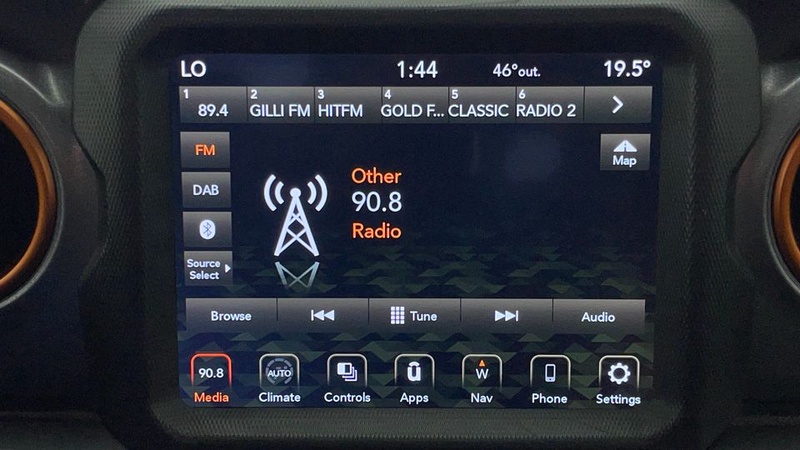 LO 1:44 46°out. 19.5°
1 2 3 4 5 6
89.4 GILLI FM HITFM GOLD F... CLASSIC RADIO 2
FM
Map
DAB
Other
90.8
Radio
Source
Select
Browse Tune Audio
90.8 AUTO W
Media Climate Controls Apps Nav Phone Settings